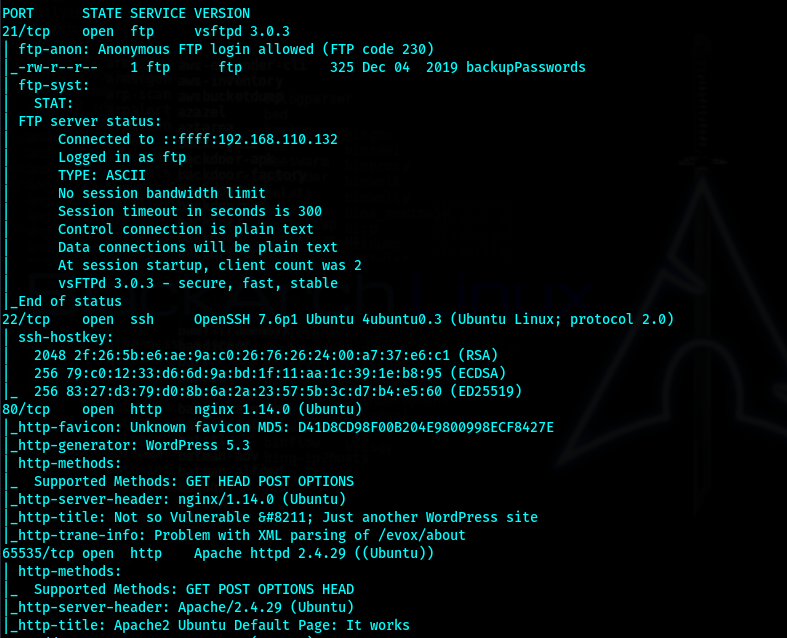 PORT      STATE SERVICE VERSION
21/tcp    open  ftp     vsftpd 3.0.3
| ftp-anon: Anonymous FTP login allowed (FTP code 230)
|_-rw-r--r--    1 ftp      ftp           325 Dec 04  2019 backupPasswords
| ftp-syst:
|   STAT:
| FTP server status:
|      Connected to ::ffff:192.168.110.132
|      Logged in as ftp
|      TYPE: ASCII
|      No session bandwidth limit
|      Session timeout in seconds is 300
|      Control connection is plain text
|      Data connections will be plain text
|      At session startup, client count was 2
|      vsFTPd 3.0.3 - secure, fast, stable
|_End of status
22/tcp    open  ssh     OpenSSH 7.6p1 Ubuntu 4ubuntu0.3 (Ubuntu Linux; protocol 2.0)
| ssh-hostkey:
|   2048 2f:26:5b:e6:ae:9a:c0:26:76:26:24:00:a7:37:e6:c1 (RSA)
|   256 79:c0:12:33:d6:6d:9a:bd:1f:11:aa:1c:39:1e:b8:95 (ECDSA)
|_  256 83:27:d3:79:d0:8b:6a:2a:23:57:5b:3c:d7:b4:e5:60 (ED25519)
80/tcp    open  http    nginx 1.14.0 (Ubuntu)
|_http-favicon: Unknown favicon MD5: D41D8CD98F00B204E9800998ECF8427E
|_http-generator: WordPress 5.3
| http-methods:
|_  Supported Methods: GET HEAD POST OPTIONS
|_http-server-header: nginx/1.14.0 (Ubuntu)
|_http-title: Not so Vulnerable &#8211; Just another WordPress site
|_http-trane-info: Problem with XML parsing of /evox/about
65535/tcp open  http    Apache httpd 2.4.29 ((Ubuntu))
| http-methods:
|_  Supported Methods: GET POST OPTIONS HEAD
|_http-server-header: Apache/2.4.29 (Ubuntu)
|_http-title: Apache2 Ubuntu Default Page: It works